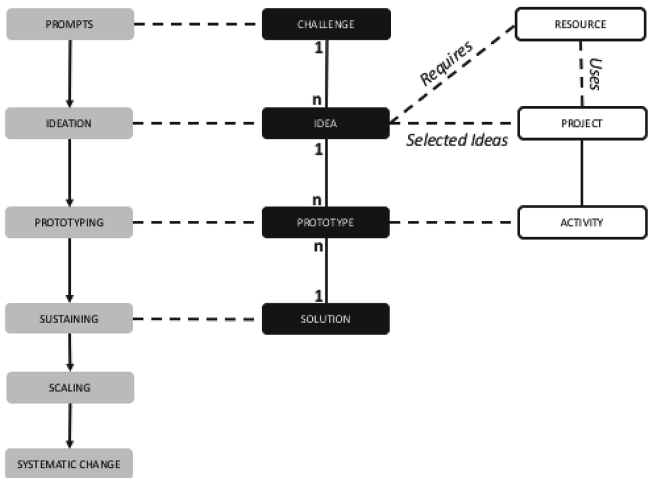 PROMPTS
CHALLENGE
RESOURCE
1
Requires
Uses
n
IDEATION
IDEA
PROJECT
1
Selected Ideas
n
PROTOTYPING
PROTOTYPE
ACTIVITY
n
1
SUSTAINING
SOLUTION
SCALING
SYSTEMATIC CHANGE